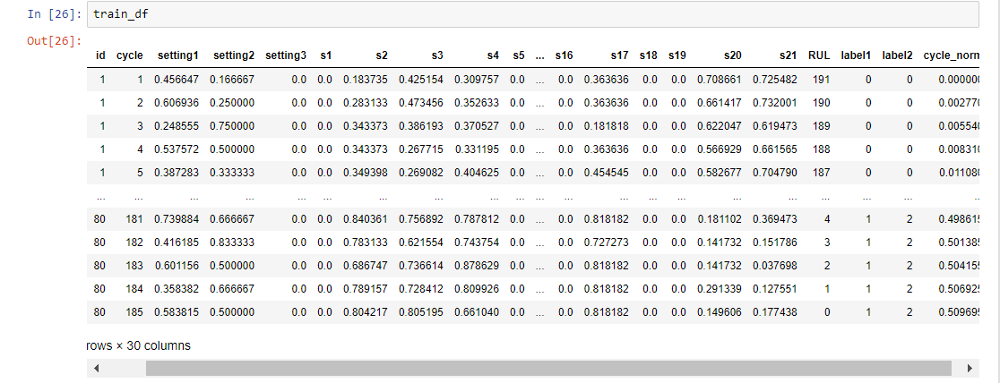 In [26]: train_df
Out[26]:
id cycle setting1 setting2 setting3 s1 s2 s3 s4 s5 ... s16 s17 s18 s19 s20 s21 RUL label1 label2 cycle_norm
1 1 0.456647 0.166667 0.0 0.0 0.183735 0.425154 0.309757 0.0 ... 0.0 0.363636 0.0 0.0 0.708661 0.725482 191 0 0 0.00000
1 2 0.606936 0.250000 0.0 0.0 0.283133 0.473456 0.352633 0.0 ... 0.0 0.363636 0.0 0.0 0.661417 0.732001 190 0 0 0.00277
1 3 0.248555 0.750000 0.0 0.0 0.343373 0.386193 0.370527 0.0 ... 0.0 0.181818 0.0 0.0 0.622047 0.619473 189 0 0 0.00554
1 4 0.537572 0.500000 0.0 0.0 0.343373 0.267715 0.331195 0.0 ... 0.0 0.363636 0.0 0.0 0.566929 0.661565 188 0 0 0.00831
1 5 0.387283 0.333333 0.0 0.0 0.349398 0.269082 0.404625 0.0 ... 0.0 0.454545 0.0 0.0 0.582677 0.704790 187 0 0 0.01108
... ... ... ... ... ... ... ... ... ... ... ... ... ... ... ... ... ... ... ... ...
80 181 0.739884 0.666667 0.0 0.0 0.840361 0.756892 0.787812 0.0 ... 0.0 0.818182 0.0 0.0 0.181102 0.369473 4 1 2 0.49861
80 182 0.416185 0.833333 0.0 0.0 0.783133 0.621554 0.743754 0.0 ... 0.0 0.727273 0.0 0.0 0.141732 0.151786 3 1 2 0.50138
80 183 0.601156 0.500000 0.0 0.0 0.686747 0.736614 0.878629 0.0 ... 0.0 0.818182 0.0 0.0 0.141732 0.037698 2 1 2 0.50415
80 184 0.358382 0.666667 0.0 0.0 0.789157 0.728412 0.809926 0.0 ... 0.0 0.818182 0.0 0.0 0.291339 0.127551 1 1 2 0.50692
80 185 0.583815 0.500000 0.0 0.0 0.804217 0.805195 0.661040 0.0 ... 0.0 0.818182 0.0 0.0 0.149606 0.177438 0 1 2 0.50969
rows × 30 columns